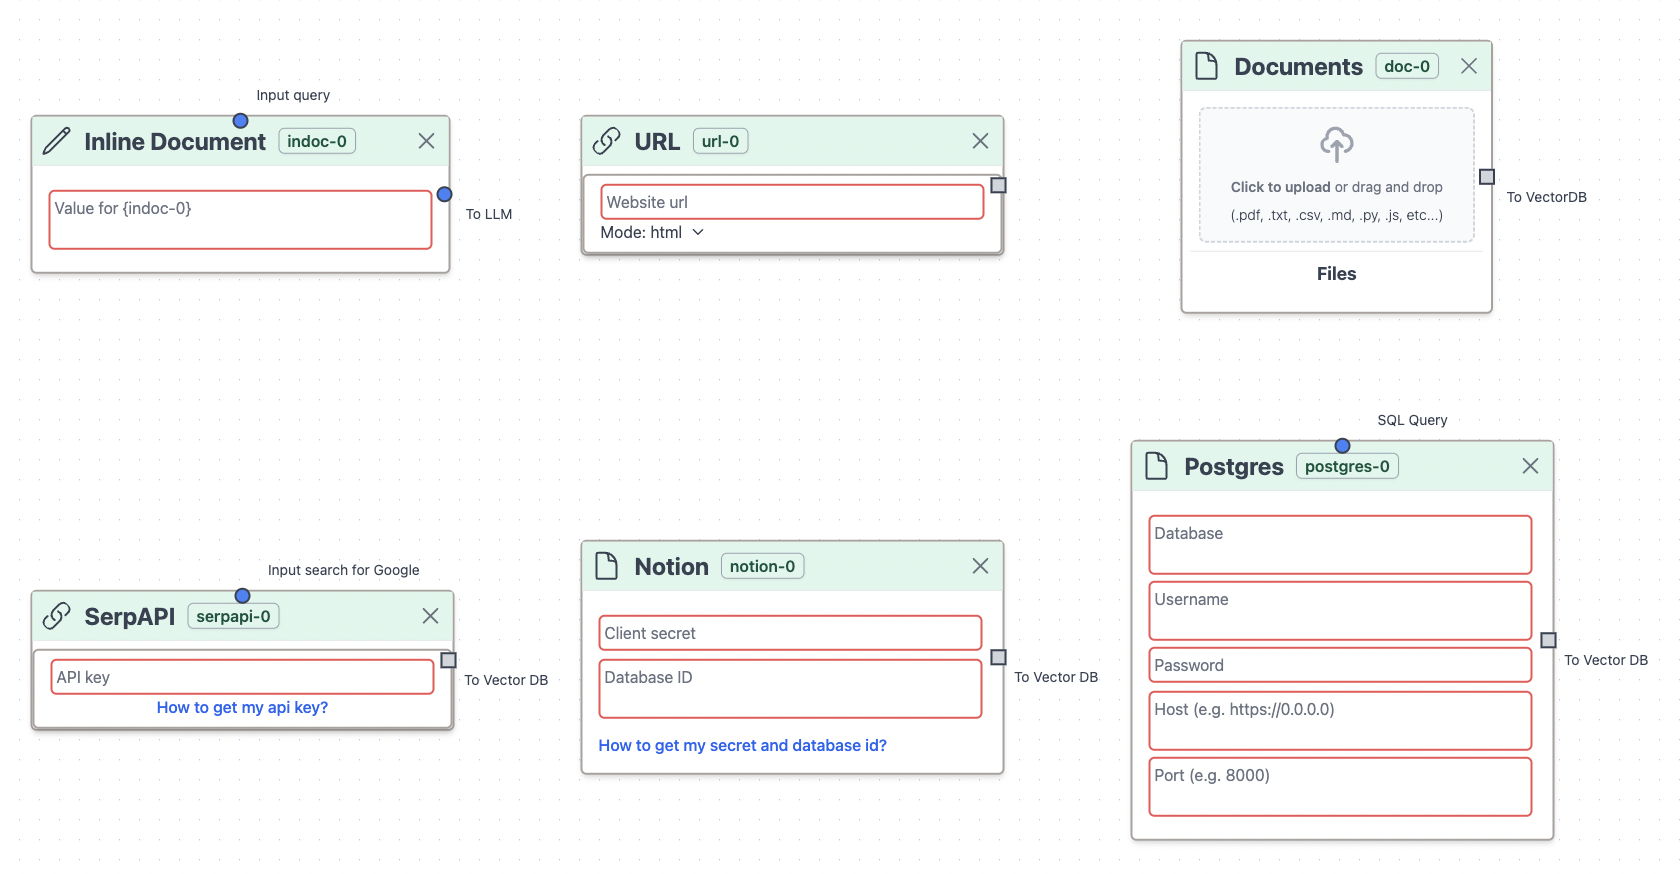 Input query
Inline Document indoc-0
Value for {indoc-0}
To LLM
URL url-0
Website url
Mode: html
Documents doc-0
Click to upload or drag and drop
(.pdf, .txt, .csv, .md, .py, .js, etc...)
To VectorDB
Files
Input search for Google
SerpAPI serpapi-0
API key
To Vector DB
How to get my api key?
Notion notion-0
Client secret
Database ID
To Vector DB
How to get my secret and database id?
SQL Query
Postgres postgres-0
Database
Username
Password
To Vector DB
Host (e.g. https://0.0.0.0)
Port (e.g. 8000)